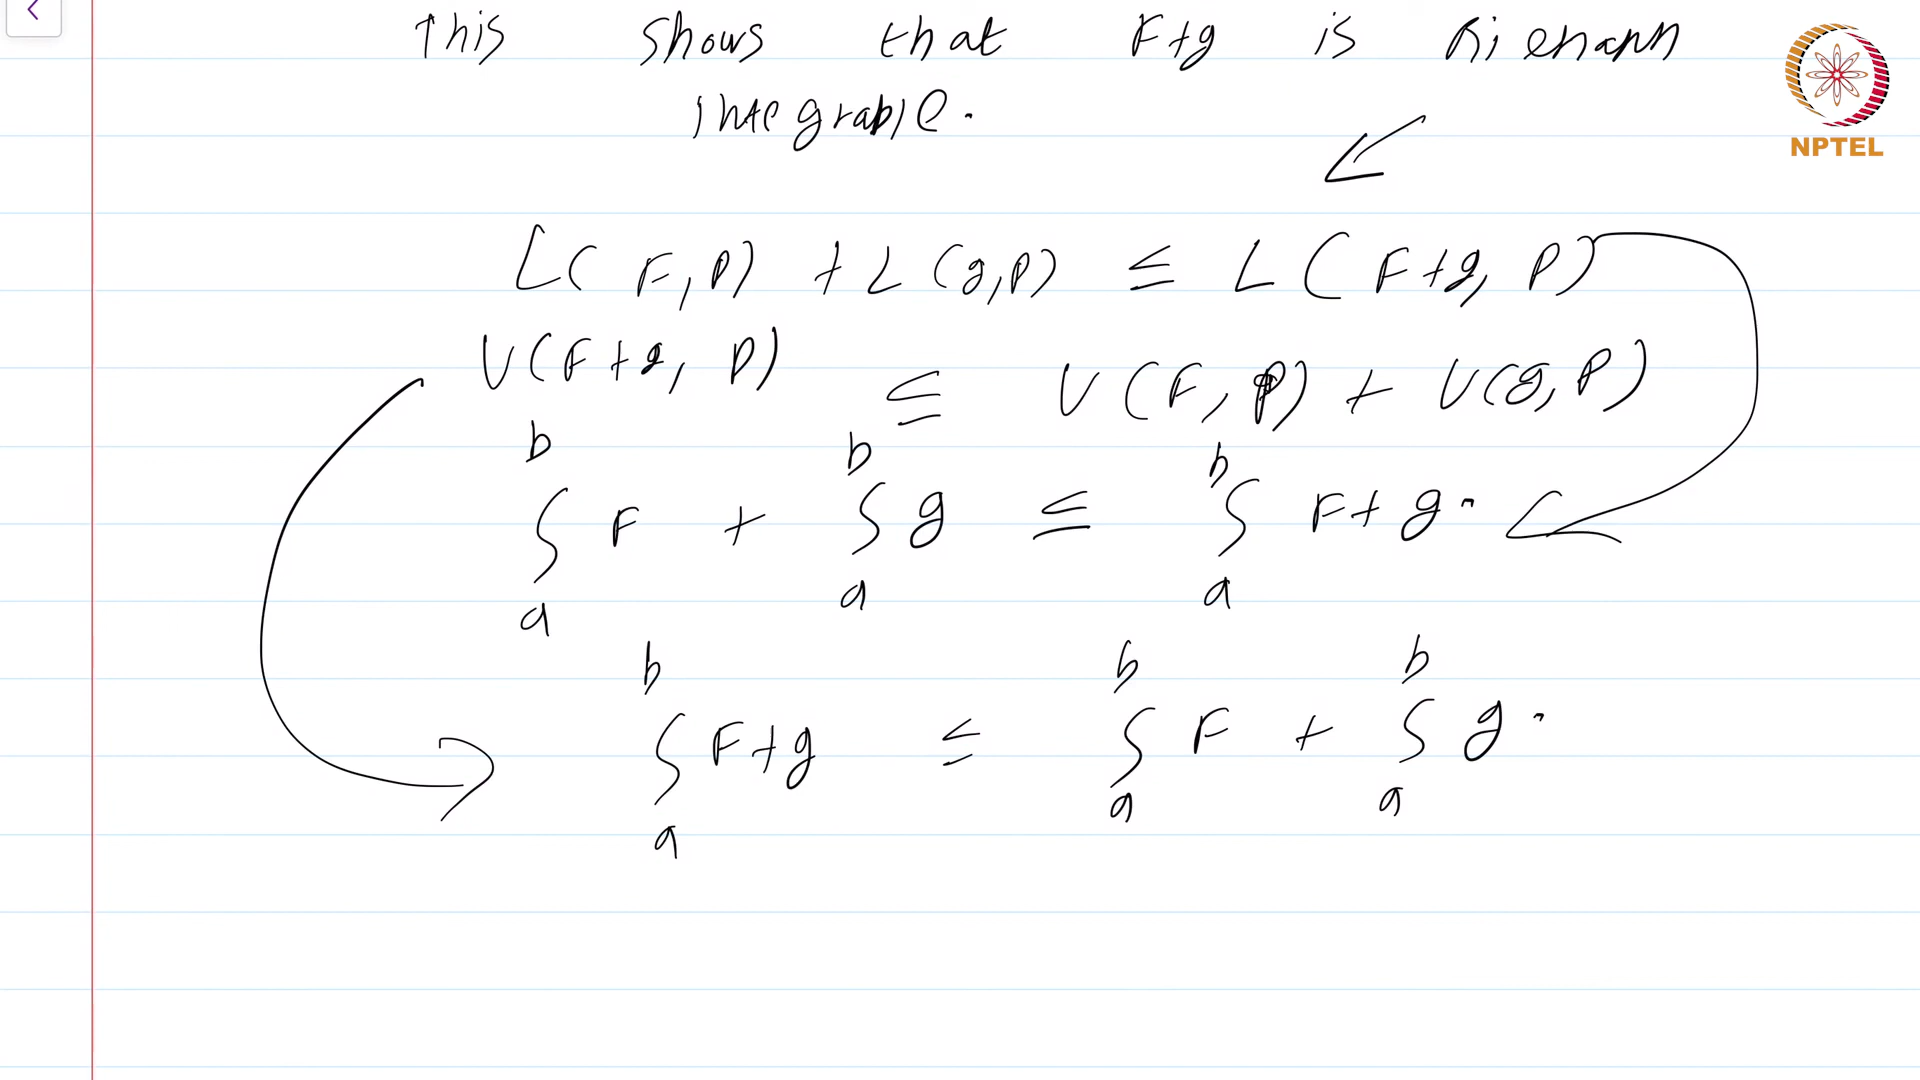 This shows that F+g is Riemann
integrable.
NPTEL
L(F,P) + L(g,P) ≤ L(F+g, P)
U(F+g, P) ≤ U(F,P) + U(g,P)
∫_a^b F + ∫_a^b g ≤ ∫_a^b F+g.
∫_a^b F+g ≤ ∫_a^b F + ∫_a^b g.